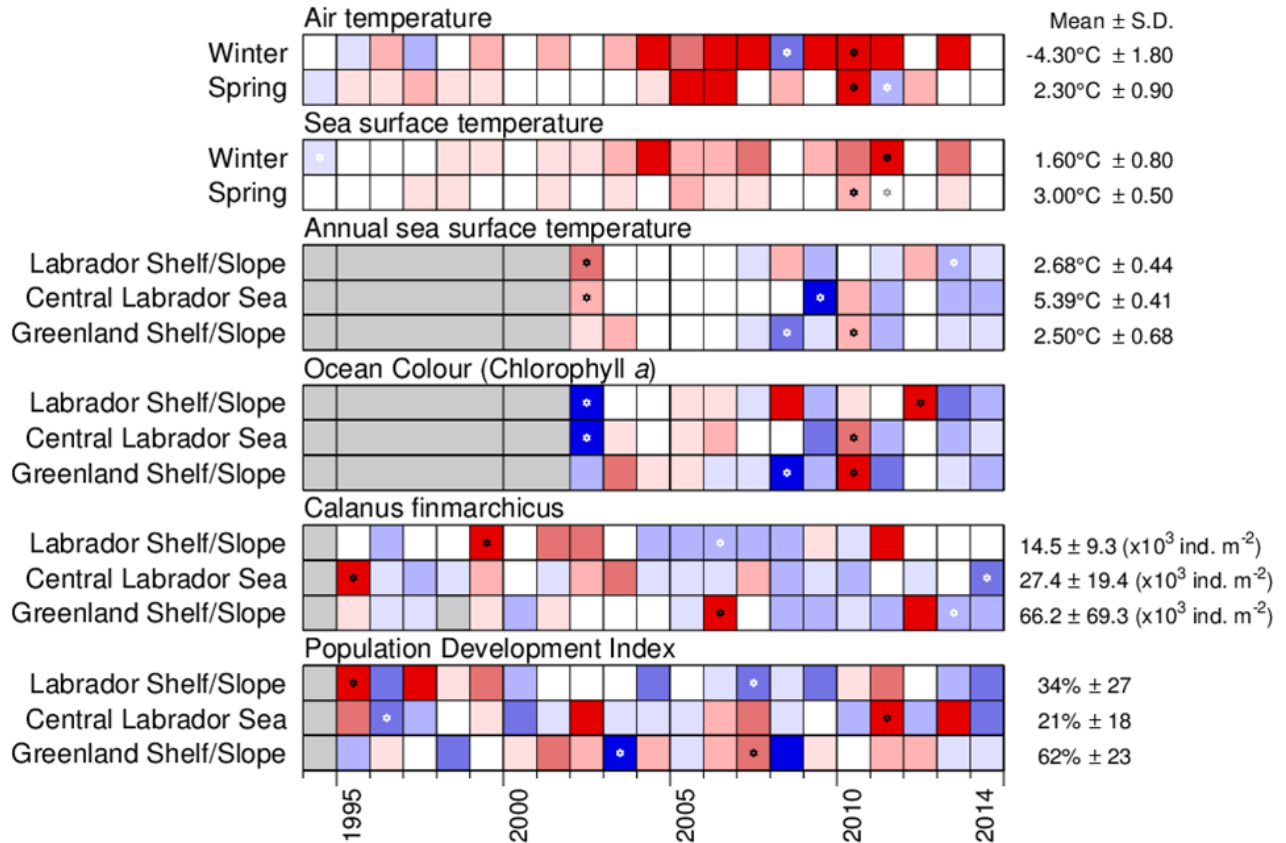 Air temperature Mean ± S.D.
Winter -4.30°C ± 1.80
Spring 2.30°C ± 0.90
Sea surface temperature
Winter 1.60°C ± 0.80
Spring 3.00°C ± 0.50
Annual sea surface temperature
Labrador Shelf/Slope 2.68°C ± 0.44
Central Labrador Sea 5.39°C ± 0.41
Greenland Shelf/Slope 2.50°C ± 0.68
Ocean Colour (Chlorophyll a)
Labrador Shelf/Slope
Central Labrador Sea
Greenland Shelf/Slope
Calanus finmarchicus
Labrador Shelf/Slope 14.5 ± 9.3 (x10³ ind. m⁻²)
Central Labrador Sea 27.4 ± 19.4 (x10³ ind. m⁻²)
Greenland Shelf/Slope 66.2 ± 69.3 (x10³ ind. m⁻²)
Population Development Index
Labrador Shelf/Slope 34% ± 27
Central Labrador Sea 21% ± 18
Greenland Shelf/Slope 62% ± 23
1995 2000 2005 2010 2014